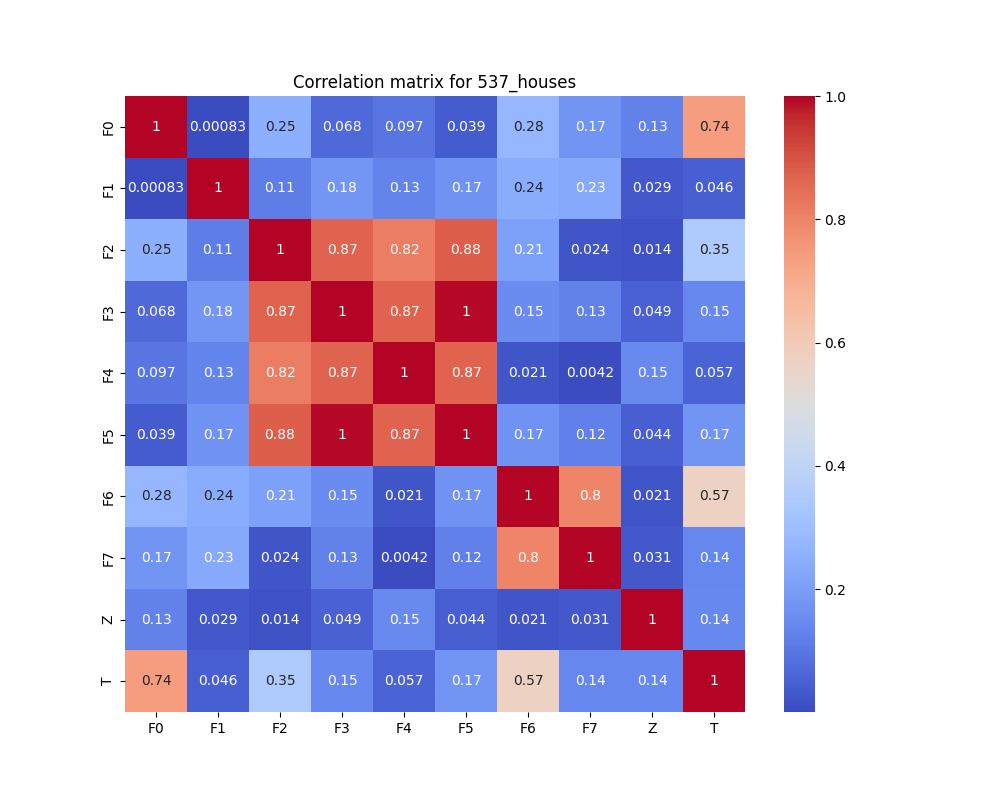 Correlation matrix for 537_houses
F0 1 0.00083 0.25 0.068 0.097 0.039 0.28 0.17 0.13 0.74
F1 0.00083 1 0.11 0.18 0.13 0.17 0.24 0.23 0.029 0.046
F2 0.25 0.11 1 0.87 0.82 0.88 0.21 0.024 0.014 0.35
F3 0.068 0.18 0.87 1 0.87 1 0.15 0.13 0.049 0.15
F4 0.097 0.13 0.82 0.87 1 0.87 0.021 0.0042 0.15 0.057
F5 0.039 0.17 0.88 1 0.87 1 0.17 0.12 0.044 0.17
F6 0.28 0.24 0.21 0.15 0.021 0.17 1 0.8 0.021 0.57
F7 0.17 0.23 0.024 0.13 0.0042 0.12 0.8 1 0.031 0.14
Z 0.13 0.029 0.014 0.049 0.15 0.044 0.021 0.031 1 0.14
T 0.74 0.046 0.35 0.15 0.057 0.17 0.57 0.14 0.14 1
F0 F1 F2 F3 F4 F5 F6 F7 Z T
1.0
0.8
0.6
0.4
0.2